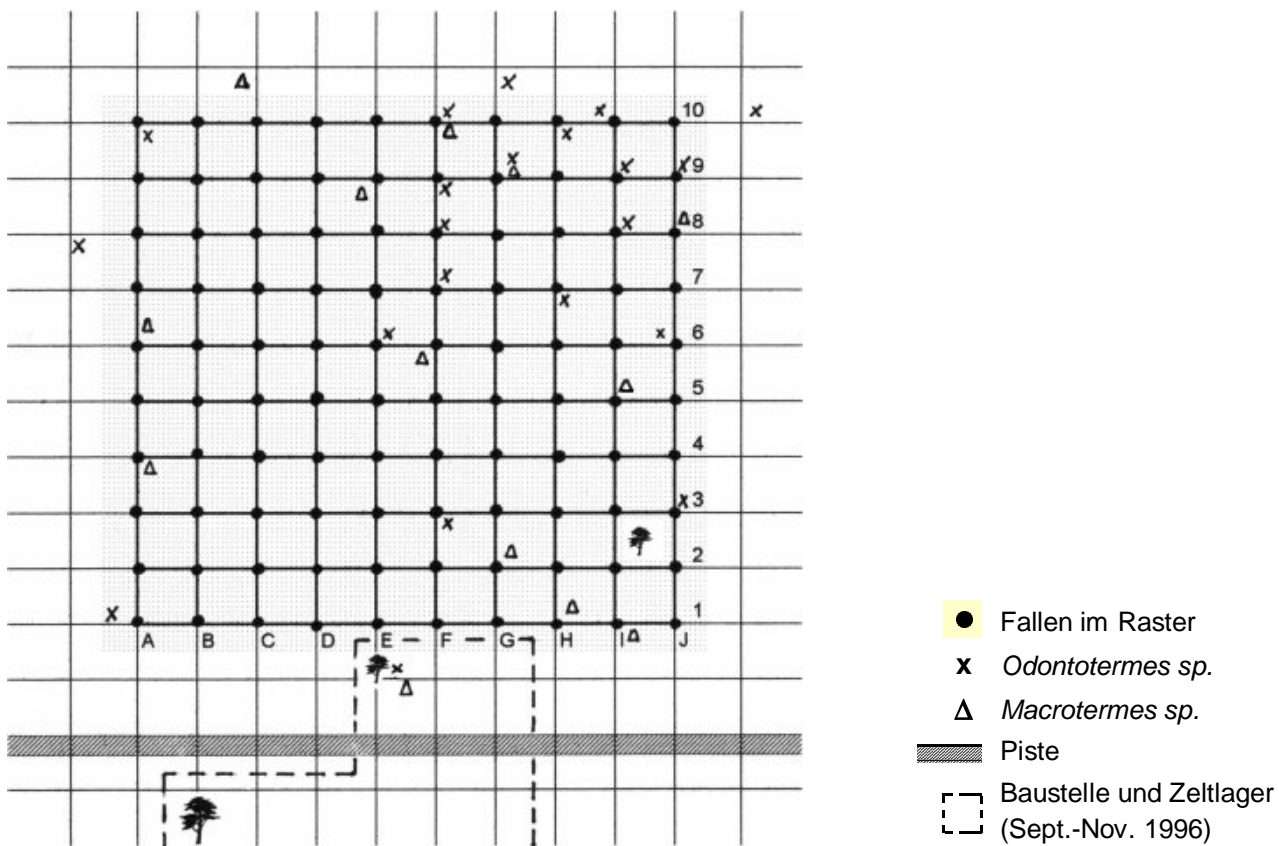 10
9
8
7
6
5
4
3
2
1
A B C D E F G H I J
Fallen im Raster
x Odontotermes sp.
Δ Macrotermes sp.
Piste
Baustelle und Zeltlager
(Sept.-Nov. 1996)